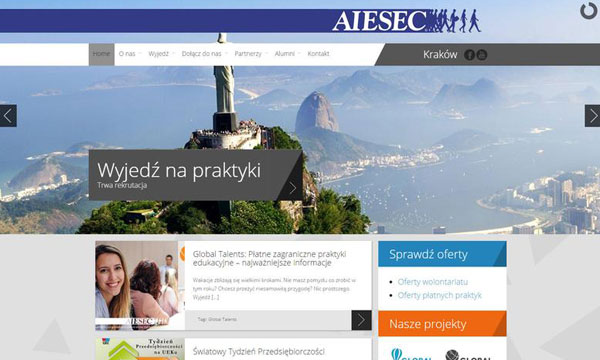 AIESEC
Home O nas Wyjedź Dołącz do nas Partnerzy Alumni Kontakt
Kraków
Wyjedź na praktyki
Trwa rekrutacja
Global Talents: Płatne zagraniczne praktyki
edukacyjne – najważniejsze informacje
Wakacje zbliżają się wielkimi krokami. Nie masz pomysłu co zrobić w
tym roku? Chcesz przeżyć niesamowitą przygodę? Nic prostszego.
Wyjedź [...]
Tags: Global Talents
AIESEC
Sprawdź oferty
Oferty wolontariatu
Oferty płatnych praktyk
Nasze projekty
GLOBAL GLOBAL
Tydzień
Przedsiębiorczości
na UEKu
Światowy Tydzień Przedsiębiorczości